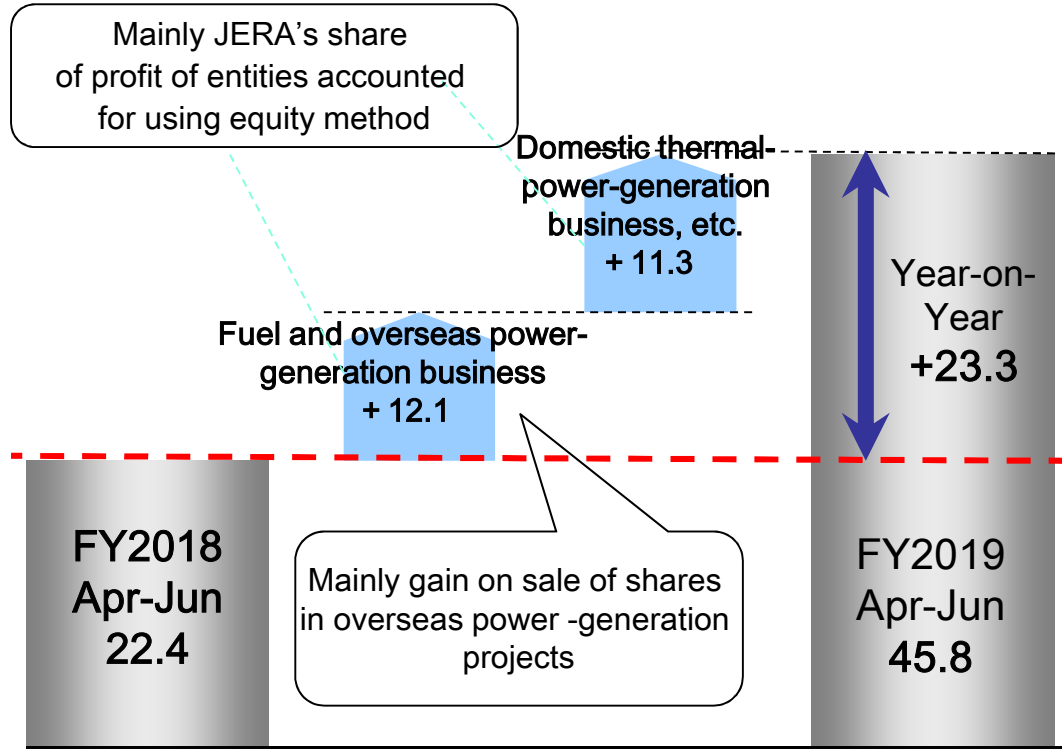 Mainly JERA’s share
of profit of entities accounted
for using equity method
Domestic thermal-
power-generation
business, etc.
+ 11.3
Fuel and overseas power-
generation business
+ 12.1
Year-on-
Year
+23.3
FY2018
Apr-Jun
22.4
Mainly gain on sale of shares
in overseas power -generation
projects
FY2019
Apr-Jun
45.8